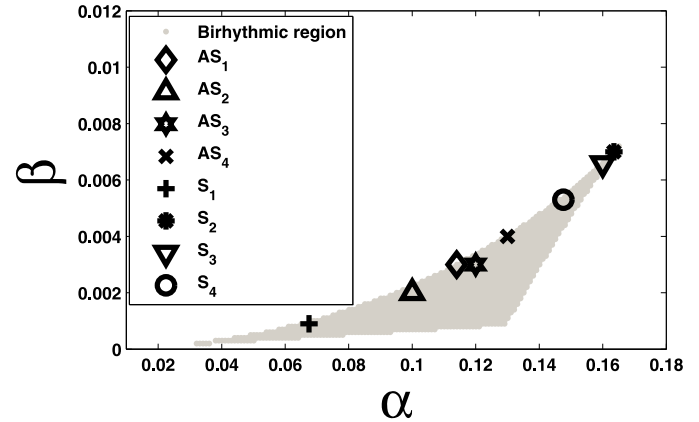 0.012
0.01
0.008
0.006
0.004
0.002
0
β
Birhythmic region
AS₁
AS₂
AS₃
AS₄
S₁
S₂
S₃
S₄
0.02 0.04 0.06 0.08 0.1 0.12 0.14 0.16 0.18
α